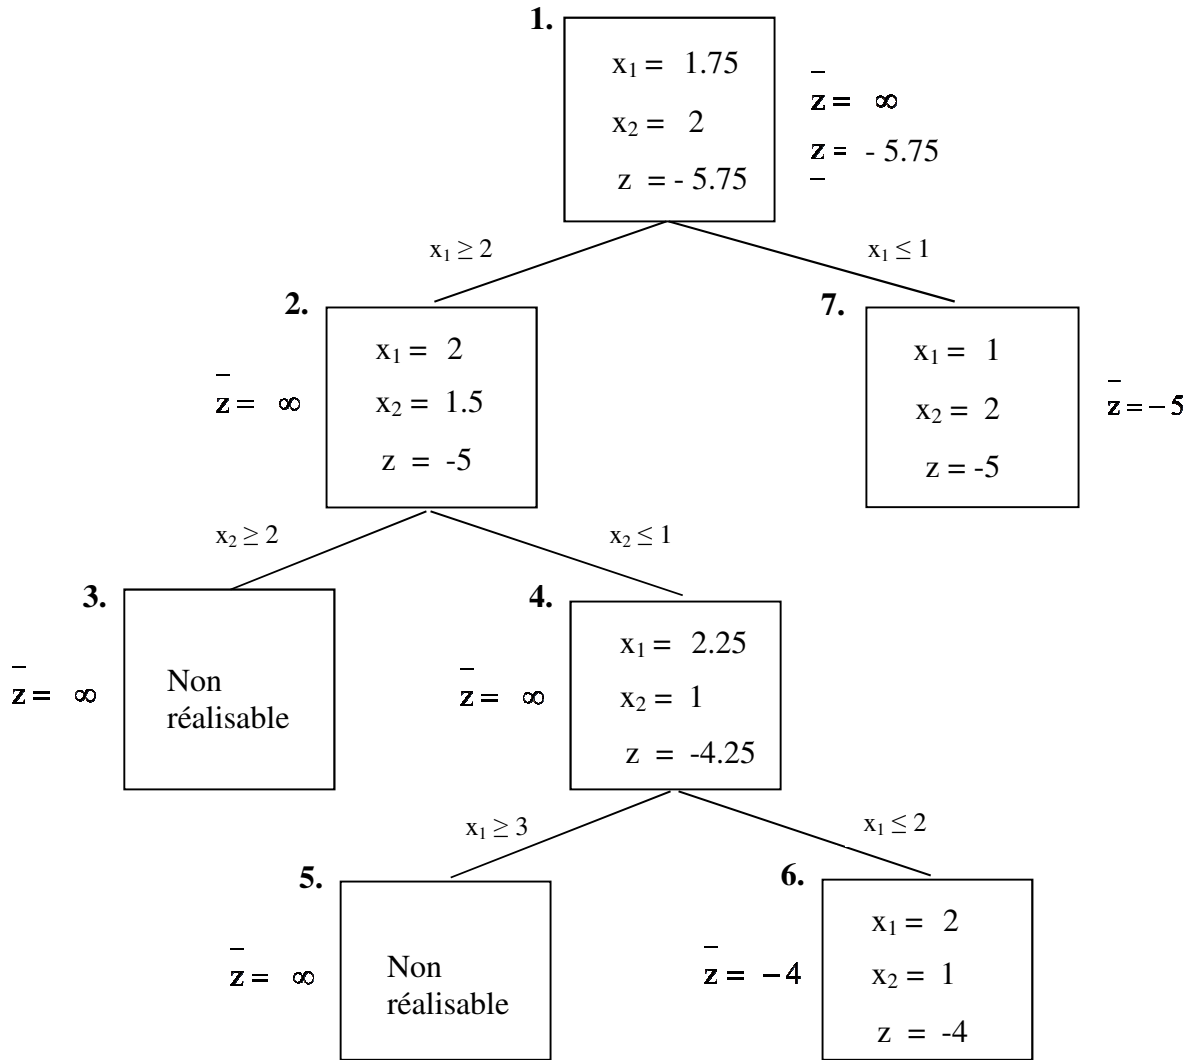 1.
x₁ = 1.75
x₂ = 2
z = - 5.75
z̄ = ∞
z̲ = - 5.75
x₁ ≥ 2
x₁ ≤ 1
2.
x₁ = 2
x₂ = 1.5
z = -5
z̄ = ∞
7.
x₁ = 1
x₂ = 2
z = -5
z̄ = – 5
x₂ ≥ 2
x₂ ≤ 1
3.
Non
réalisable
z̄ = ∞
4.
x₁ = 2.25
x₂ = 1
z = -4.25
z̄ = ∞
x₁ ≥ 3
x₁ ≤ 2
5.
Non
réalisable
z̄ = ∞
6.
x₁ = 2
x₂ = 1
z = -4
z̄ = – 4